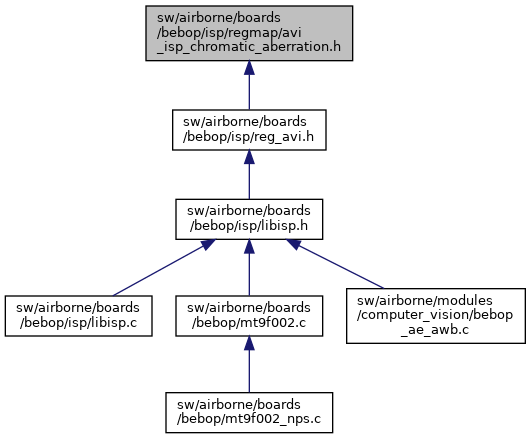 sw/airborne/boards
/bebop/isp/regmap/avi
_isp_chromatic_aberration.h
sw/airborne/boards
/bebop/isp/reg_avi.h
sw/airborne/boards
/bebop/isp/libisp.h
sw/airborne/boards
/bebop/isp/libisp.c
sw/airborne/boards
/bebop/mt9f002.c
sw/airborne/modules
/computer_vision/bebop
_ae_awb.c
sw/airborne/boards
/bebop/mt9f002_nps.c